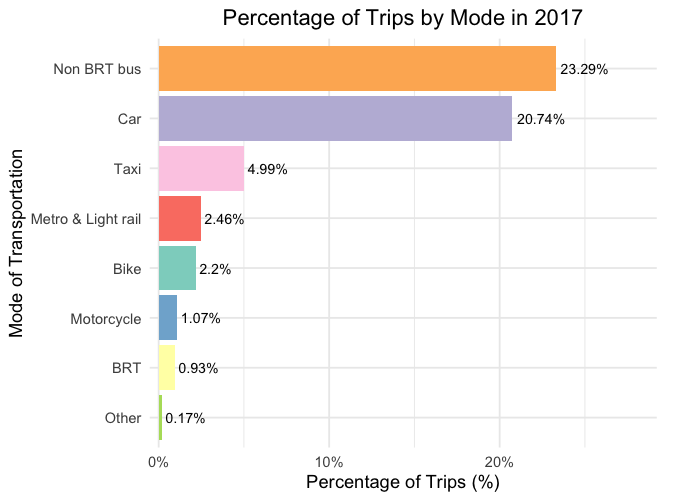 Percentage of Trips by Mode in 2017
Mode of Transportation
Non BRT bus 23.29%
Car 20.74%
Taxi 4.99%
Metro & Light rail 2.46%
Bike 2.2%
Motorcycle 1.07%
BRT 0.93%
Other 0.17%
0% 10% 20%
Percentage of Trips (%)